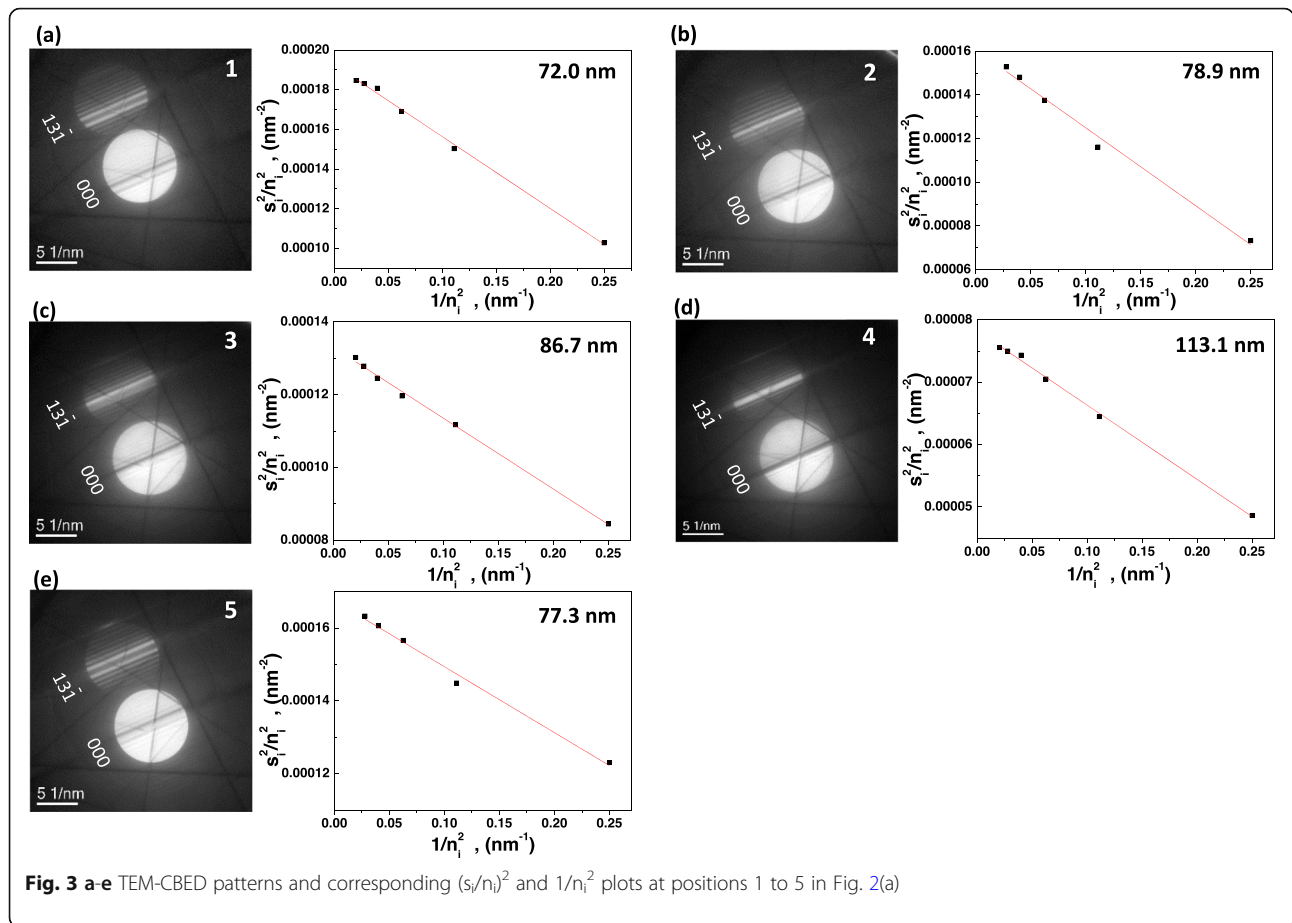 (a)
1
13̄1
000
5 1/nm
72.0 nm
s_i^2/n_i^2 , (nm^-2)
0.00020
0.00018
0.00016
0.00014
0.00012
0.00010
0.00 0.05 0.10 0.15 0.20 0.25
1/n_i^2 , (nm^-1)
(b)
2
13̄1
000
5 1/nm
78.9 nm
s_i^2/n_i^2 , (nm^-2)
0.00016
0.00014
0.00012
0.00010
0.00008
0.00006
0.00 0.05 0.10 0.15 0.20 0.25
1/n_i^2 , (nm^-1)
(c)
3
13̄1
000
5 1/nm
86.7 nm
s_i^2/n_i^2 , (nm^-2)
0.00014
0.00012
0.00010
0.00008
0.00 0.05 0.10 0.15 0.20 0.25
1/n_i^2 , (nm^-1)
(d)
4
13̄1
000
5 1/nm
113.1 nm
s_i^2/n_i^2 , (nm^-2)
0.00008
0.00007
0.00006
0.00005
0.00 0.05 0.10 0.15 0.20 0.25
1/n_i^2 , (nm^-1)
(e)
5
13̄1
000
5 1/nm
77.3 nm
s_i^2/n_i^2 , (nm^-2)
0.00016
0.00014
0.00012
0.00 0.05 0.10 0.15 0.20 0.25
1/n_i^2 , (nm^-1)
Fig. 3 a-e TEM-CBED patterns and corresponding (s_i/n_i)^2 and 1/n_i^2 plots at positions 1 to 5 in Fig. 2(a)